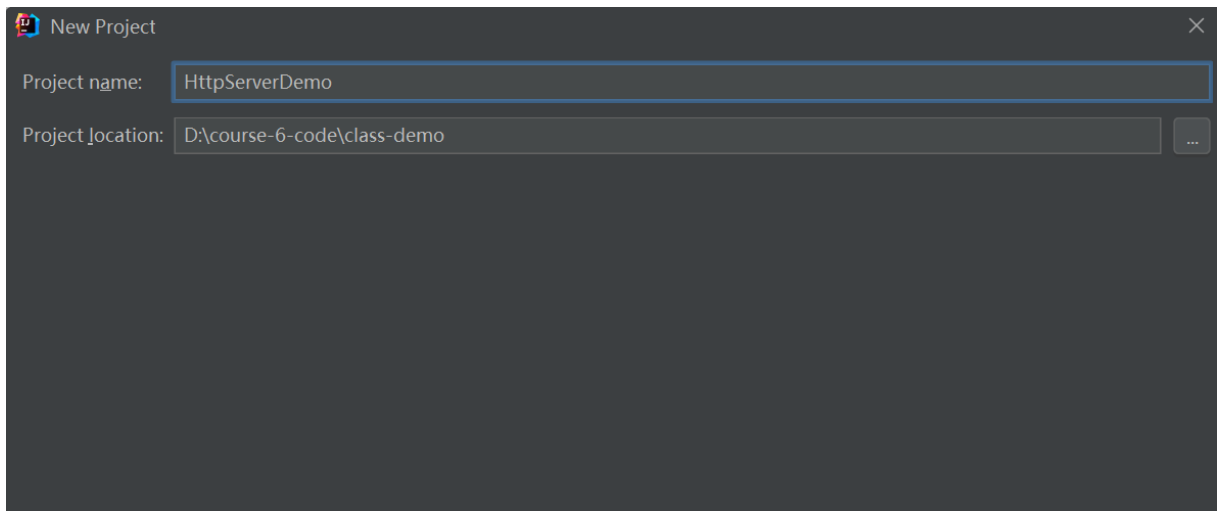 New Project
Project name: HttpServerDemo
Project location: D:\course-6-code\class-demo ...